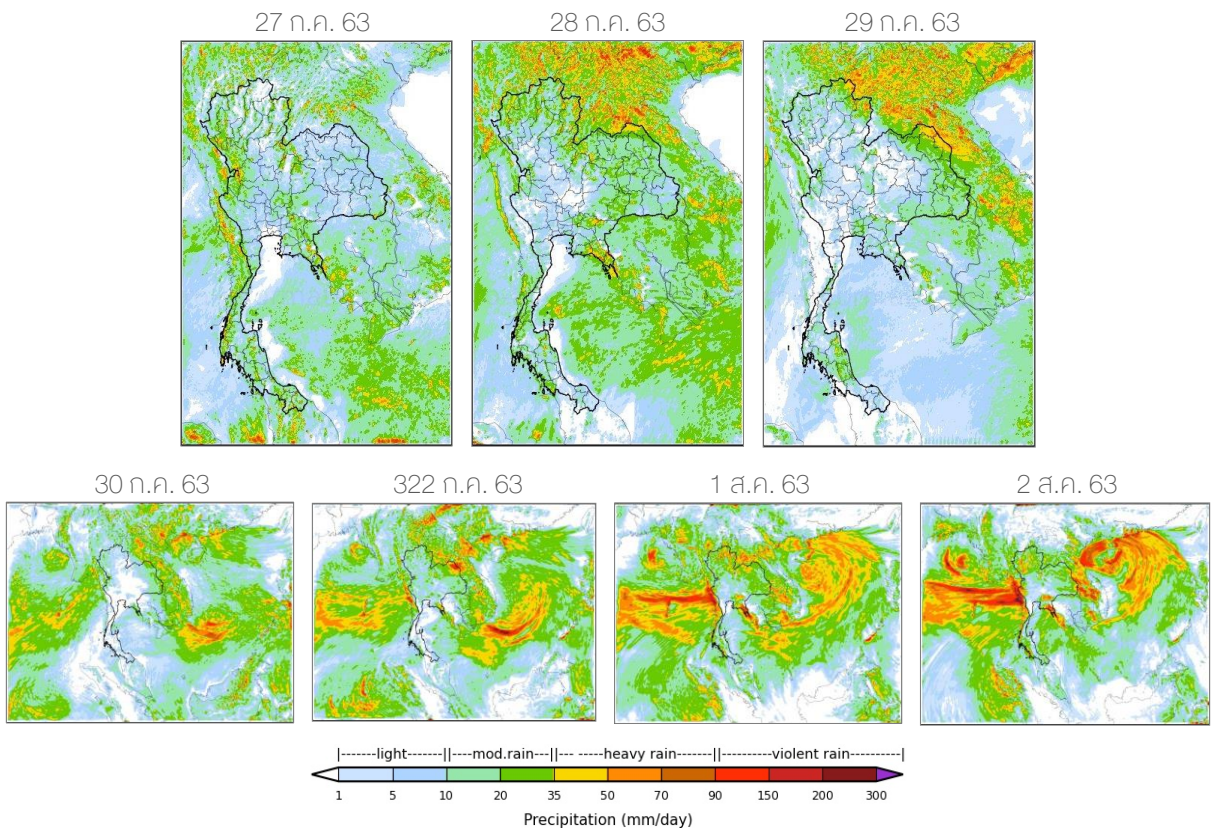 27 ก.ค. 63
28 ก.ค. 63
29 ก.ค. 63
30 ก.ค. 63
322 ก.ค. 63
1 ส.ค. 63
2 ส.ค. 63
|-------light-------||----mod.rain---||--- -----heavy rain-------||---------violent rain----------|
1 5 10 20 35 50 70 90 150 200 300
Precipitation (mm/day)